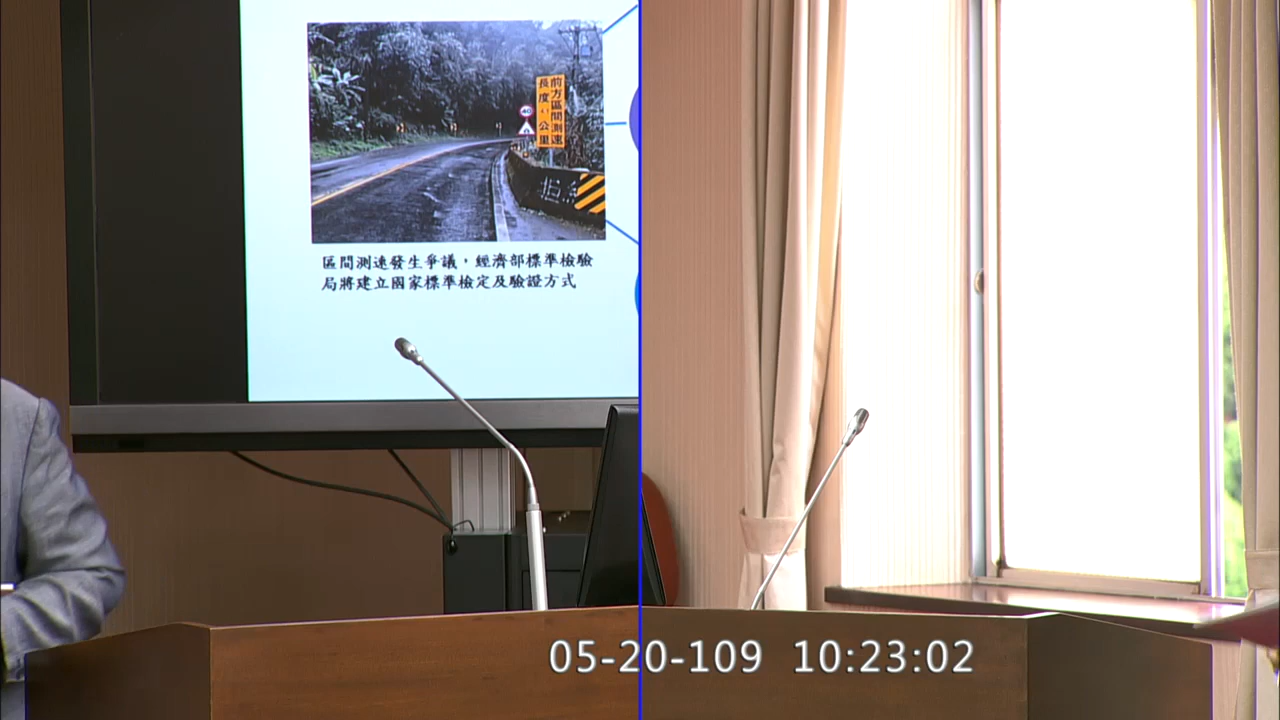 前方區間測速
長度4.1公里
40
區間測速發生爭議，經濟部標準檢驗
局將建立國家標準檢定及驗證方式
05-20-109 10:23:02